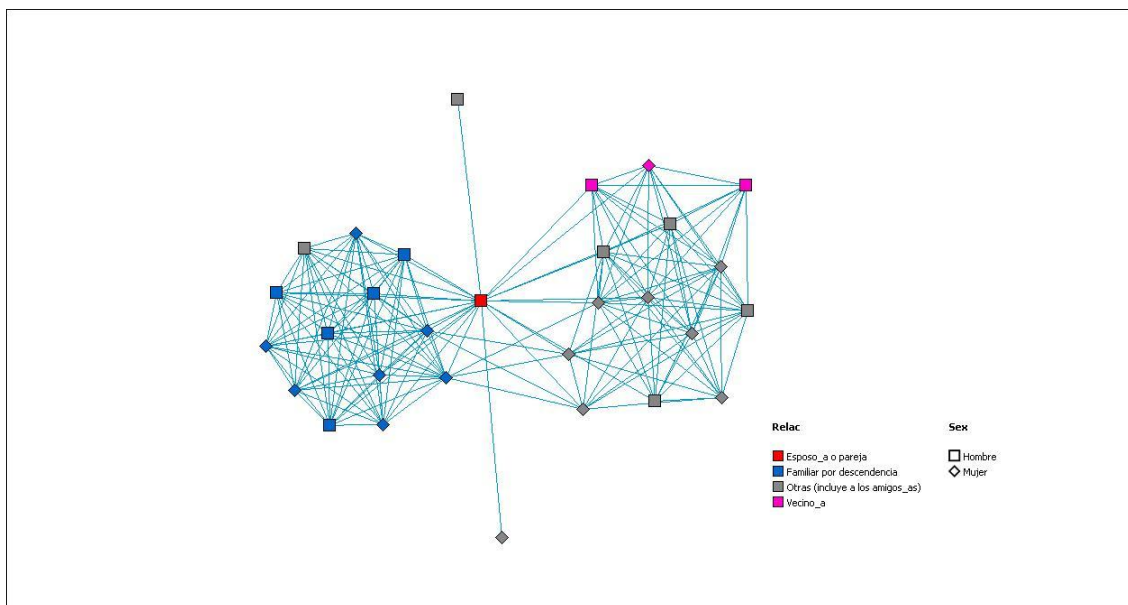 Relac
Esposo_a o pareja
Familiar por descendencia
Otras (incluye a los amigos_as)
Vecino_a
Sex
Hombre
Mujer